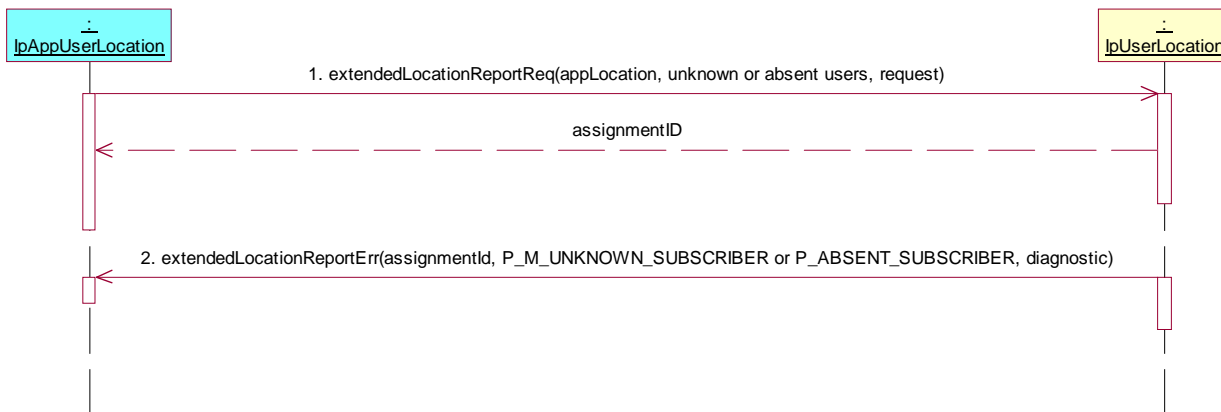 :
IpAppUserLocation
:
IpUserLocation
1. extendedLocationReportReq(appLocation, unknown or absent users, request)
assignmentID
2. extendedLocationReportErr(assignmentId, P_M_UNKNOWN_SUBSCRIBER or P_ABSENT_SUBSCRIBER, diagnostic)